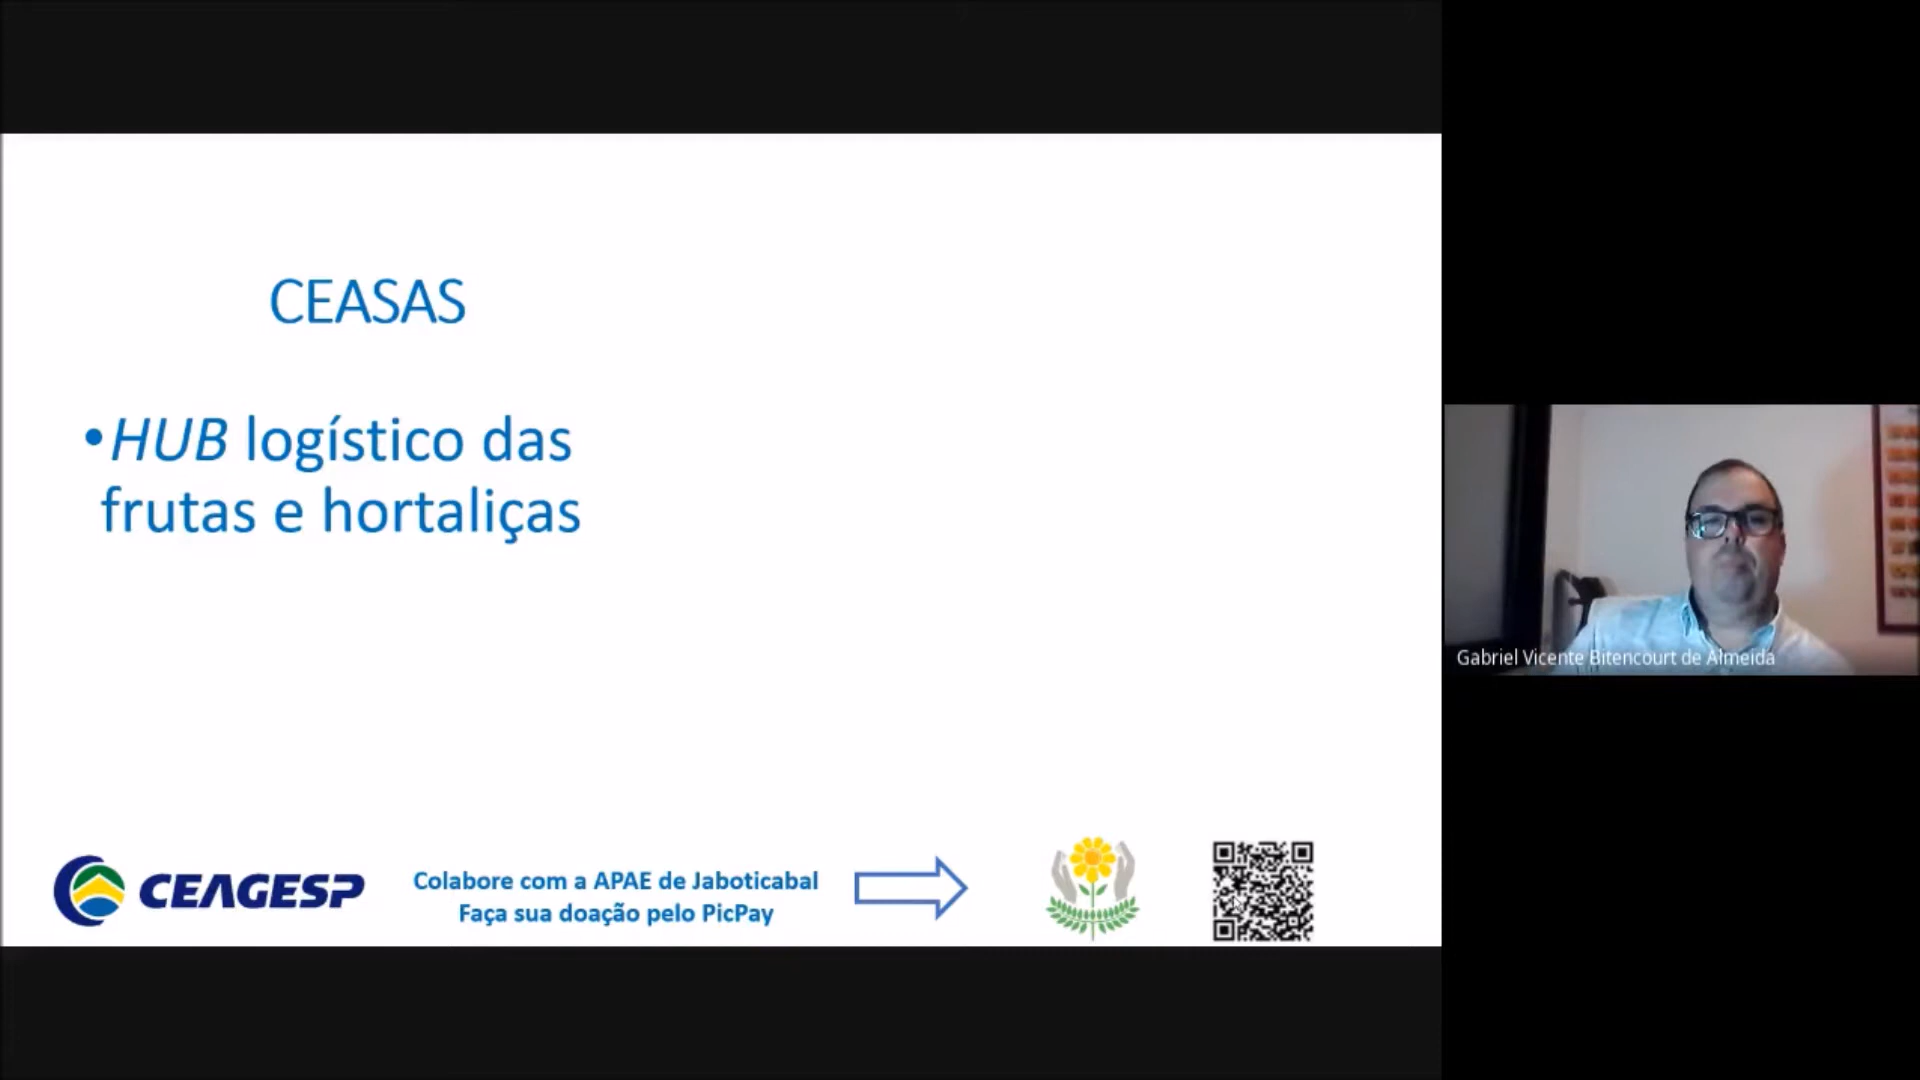 CEASAS
•HUB logístico das
frutas e hortaliças
CEAGESP
Colabore com a APAE de Jaboticabal
Faça sua doação pelo PicPay
Gabriel Vicente Bitencourt de Almeida